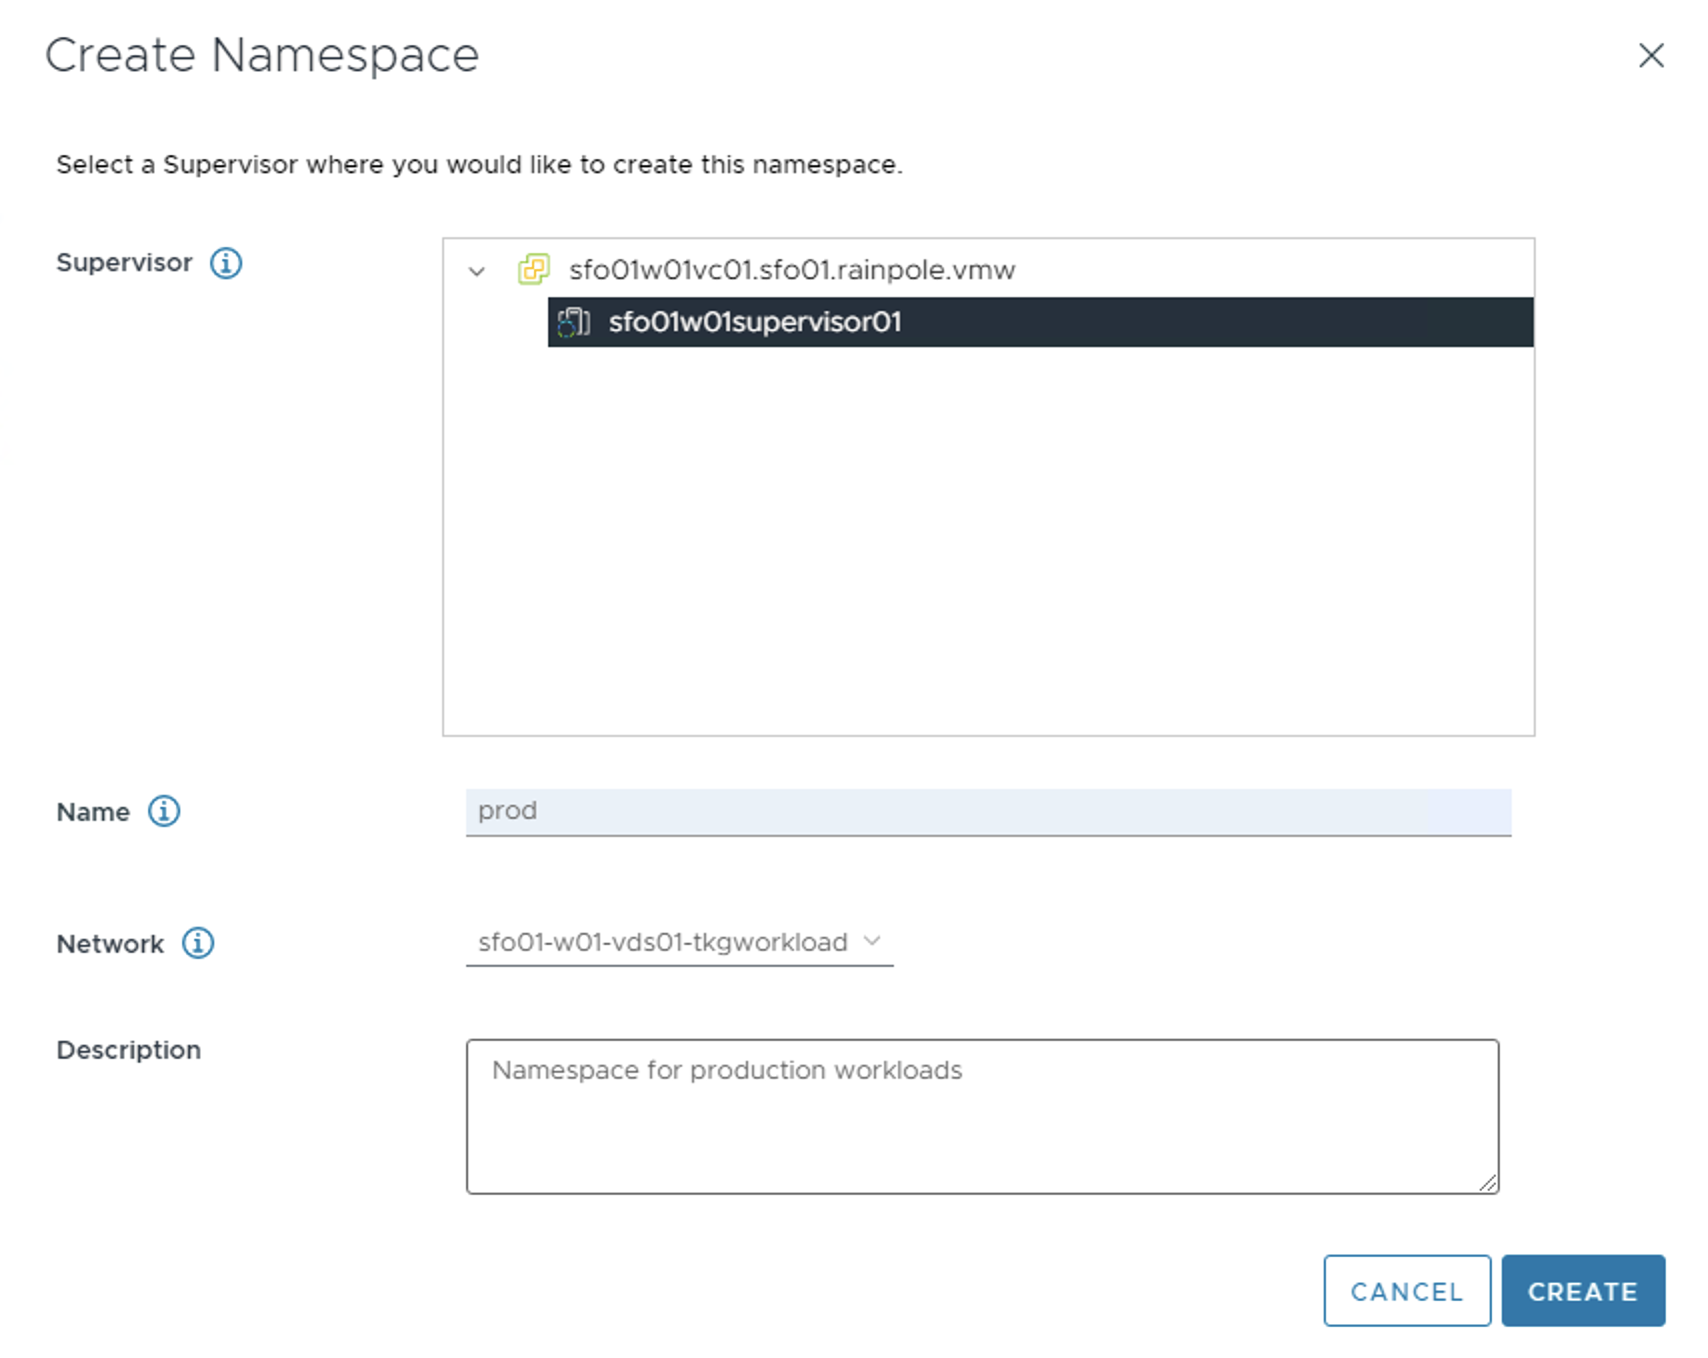 Create Namespace
Select a Supervisor where you would like to create this namespace.
Supervisor
sfo01w01vc01.sfo01.rainpole.vmw
sfo01w01supervisor01
Name
prod
Network
sfo01-w01-vds01-tkgworkload
Description
Namespace for production workloads
CANCEL
CREATE